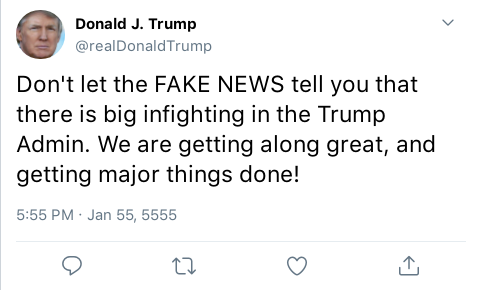 Donald J. Trump
@realDonaldTrump
Don't let the FAKE NEWS tell you that
there is big infighting in the Trump
Admin. We are getting along great, and
getting major things done!
5:55 PM · Jan 55, 5555